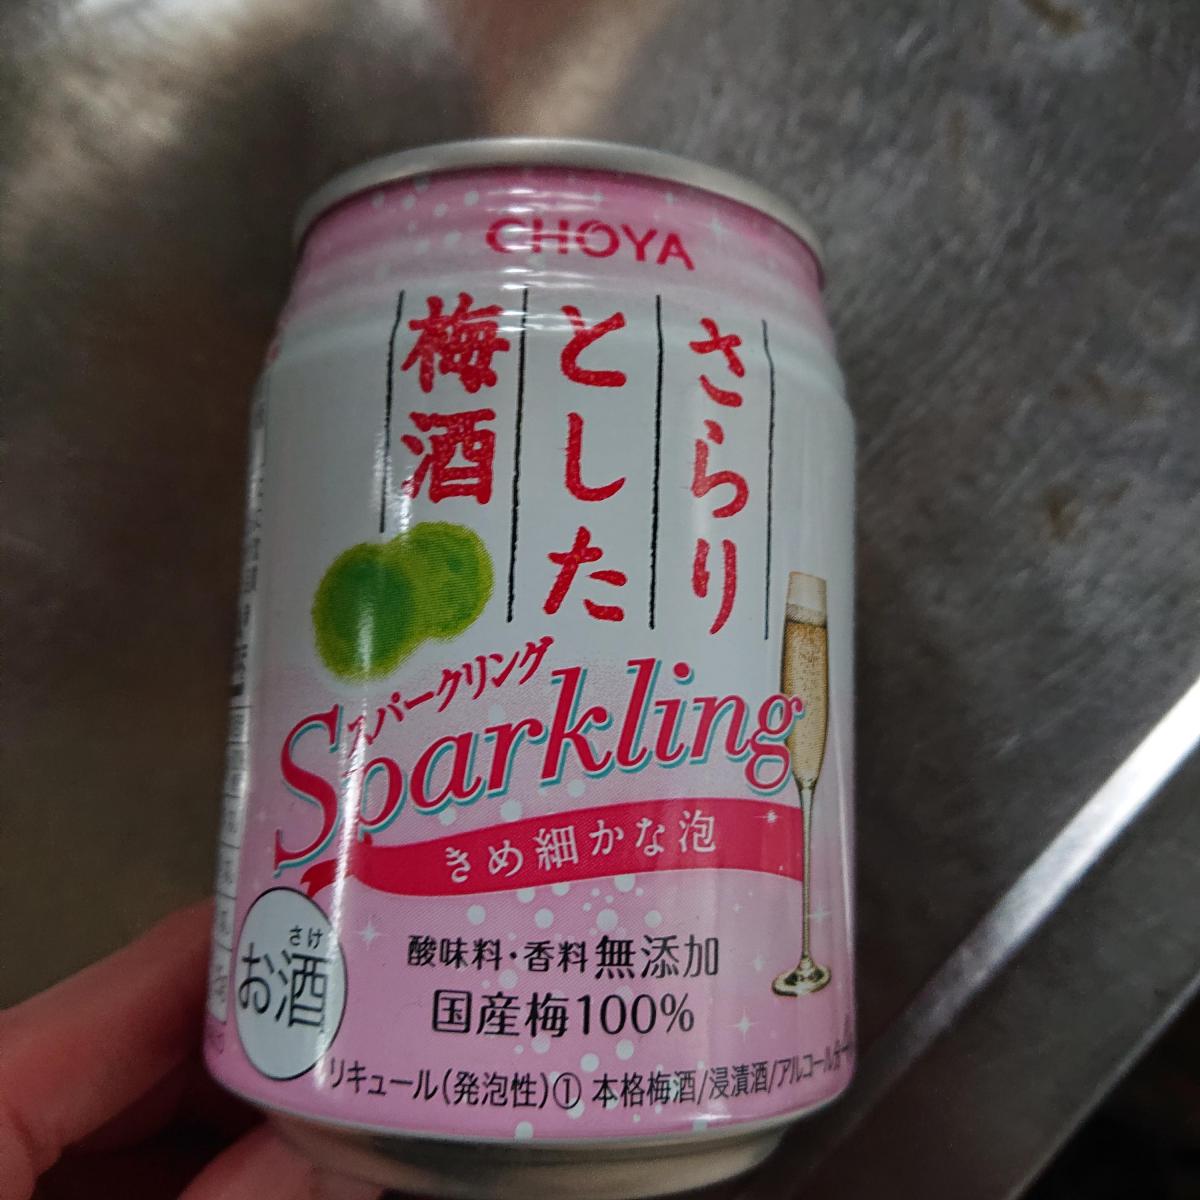 CHOYA
さらり
とした
梅酒
スパークリング
Sparkling
きめ細かな泡
酸味料・香料無添加
国産梅100%
さけ
お酒
リキュール(発泡性)① 本格梅酒/浸漬酒/アルコール分